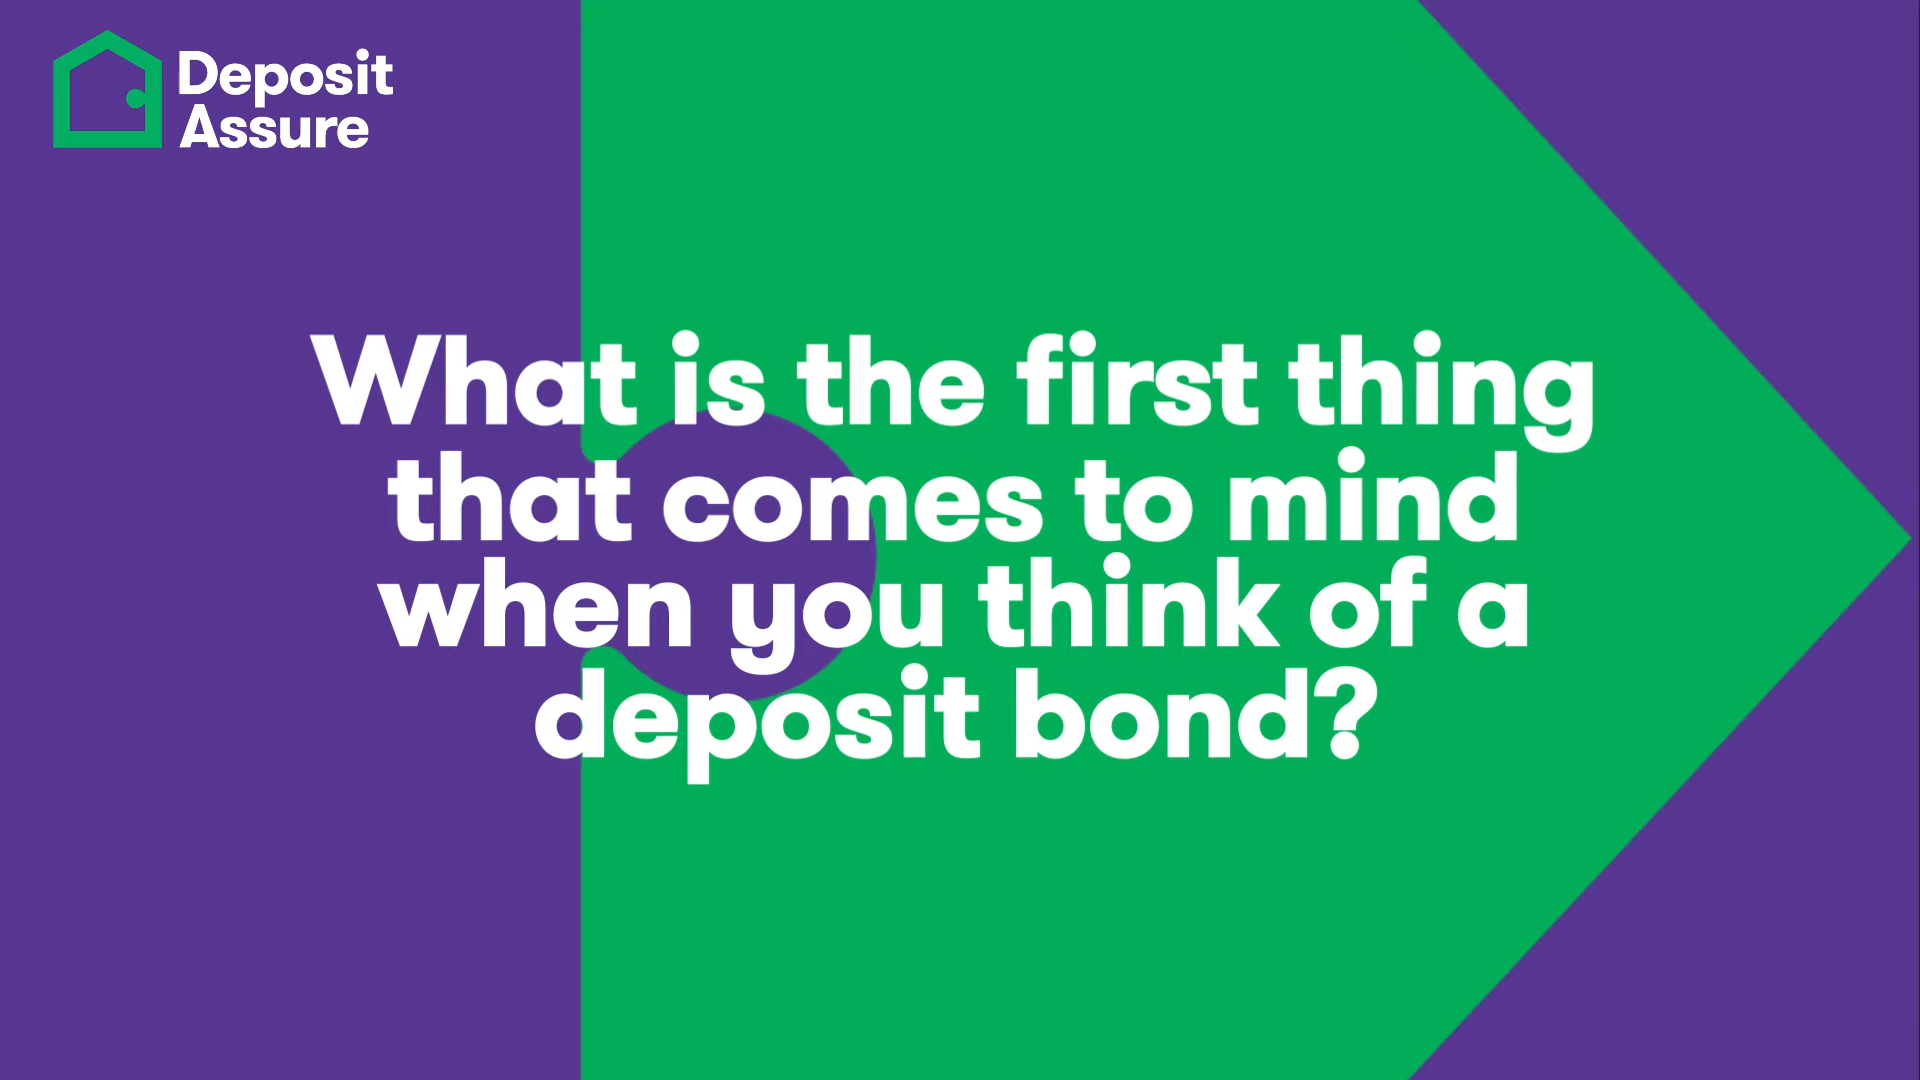 Deposit
Assure
What is the first thing
that comes to mind
when you think of a
deposit bond?